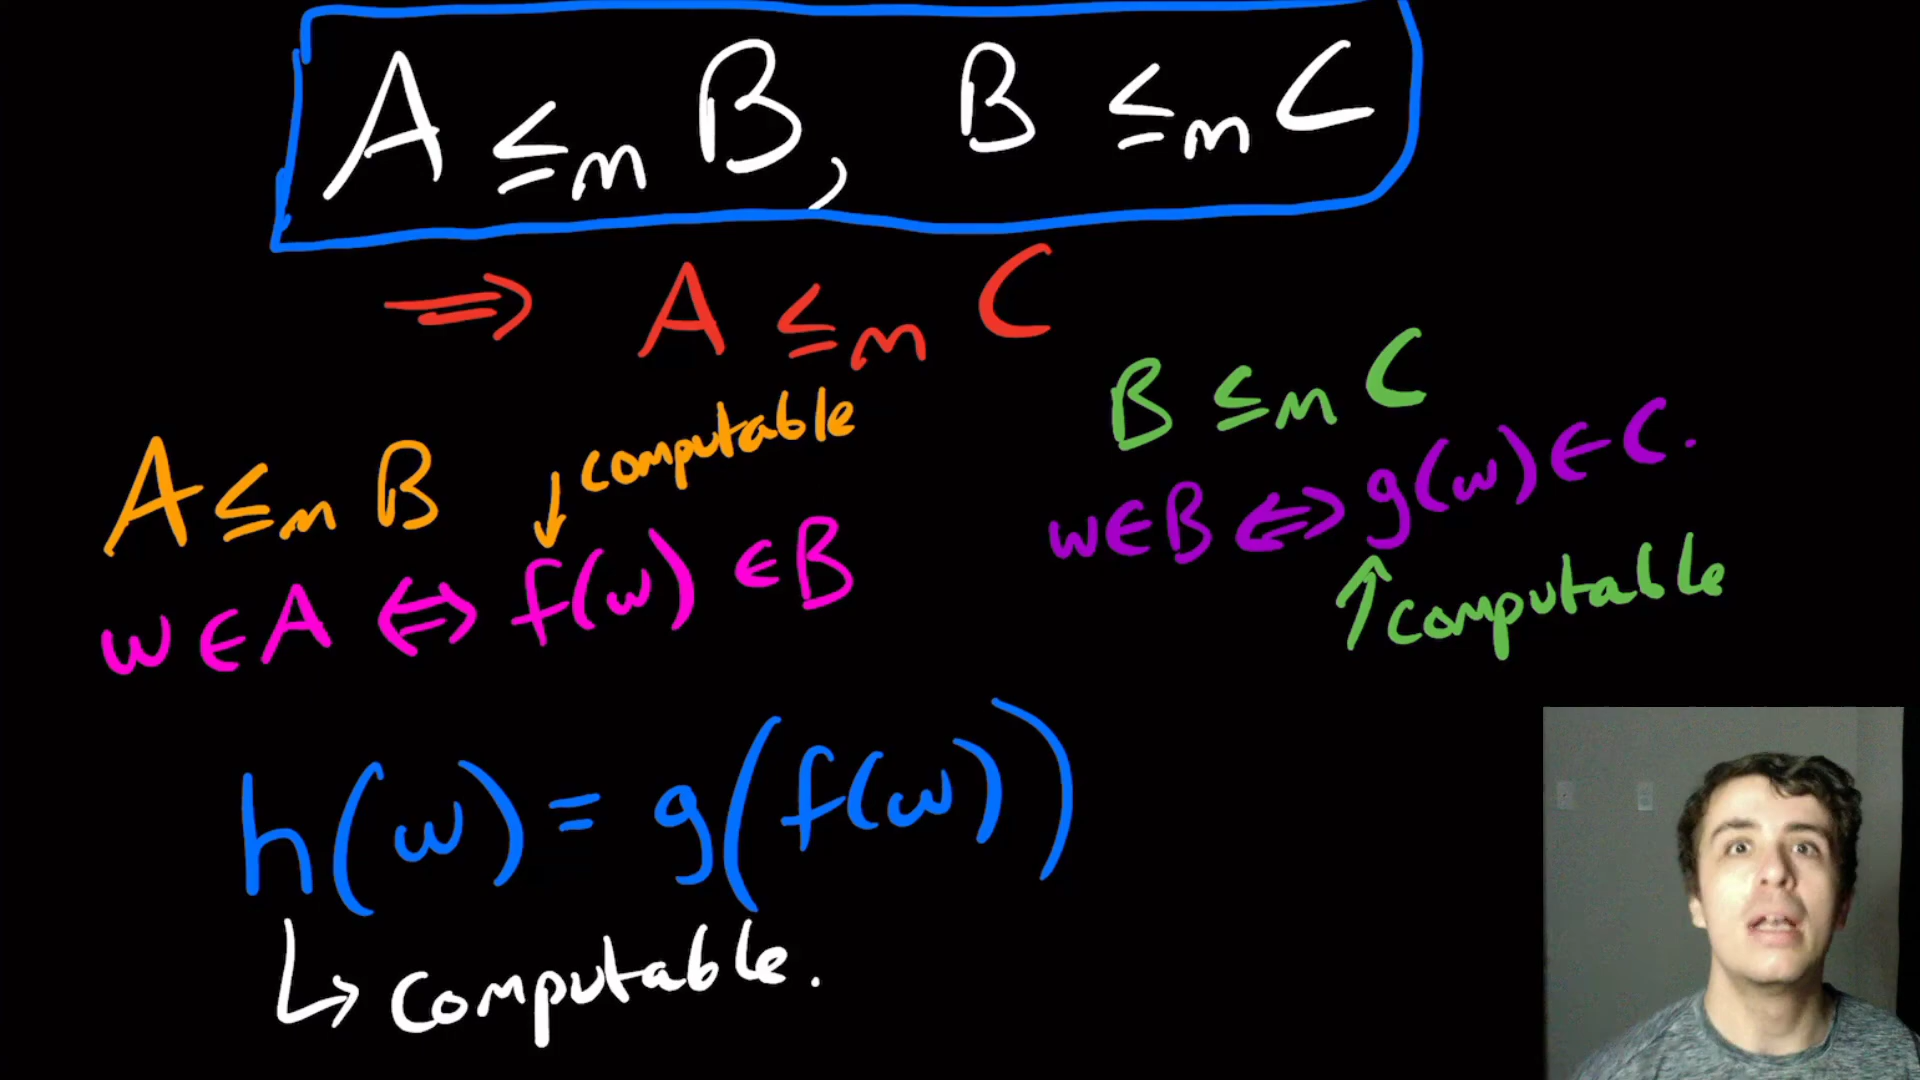 A ≤m B, B ≤m C
⇒ A ≤m C
A ≤m B
↓ computable
w ∈ A ⇔ f(w) ∈ B
B ≤m C
w ∈ B ⇔ g(w) ∈ C.
↑ computable
h(w) = g(f(w))
↳ computable.